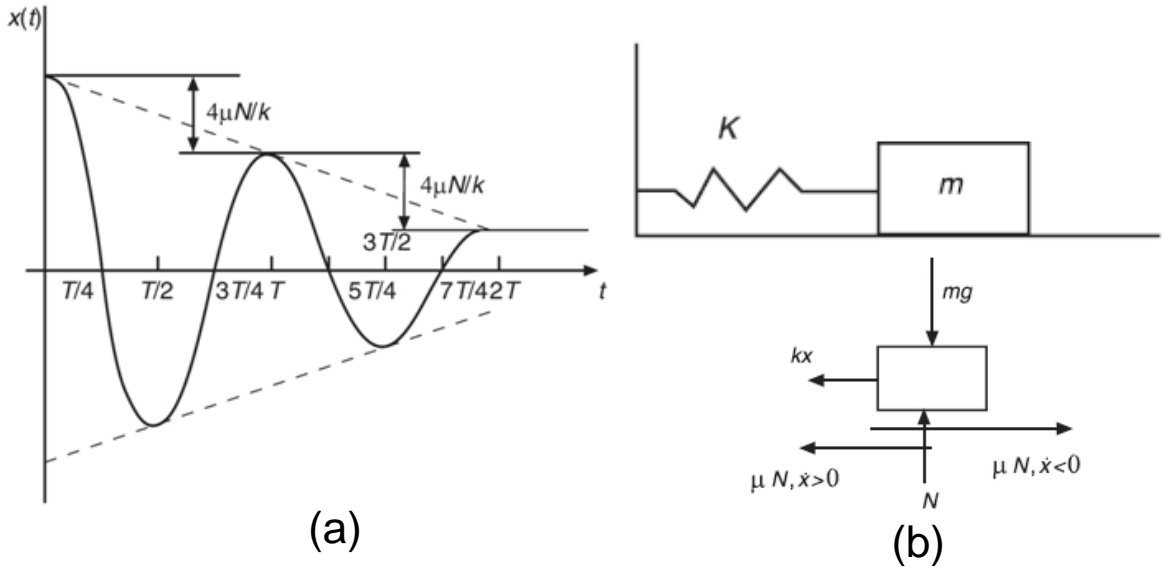 x(t)
4μN/k
4μN/k
3T/2
T/4
T/2
3T/4 T
5T/4
7T/42T
t
(a)
K
m
mg
kx
μ N, ẋ>0
μ N, ẋ<0
N
(b)